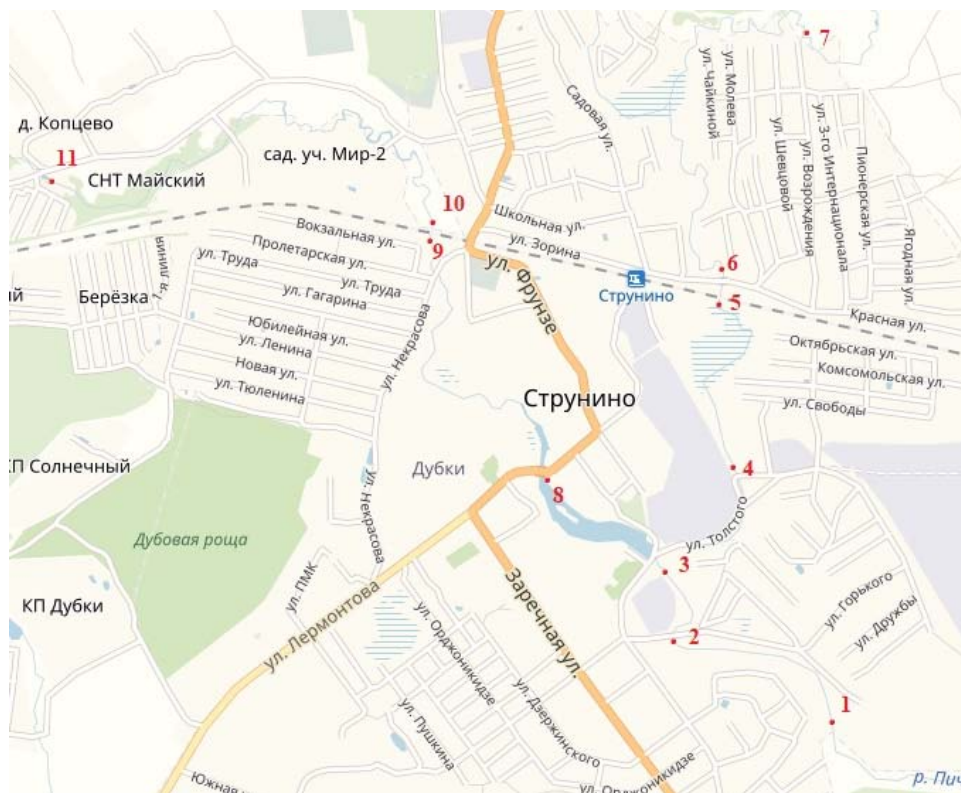 7
ул. Молева
ул. Чайкиной
Садовая ул.
д. Копцево
ул. 3-го Интернационала
Пионерская ул.
сад. уч. Мир-2
ул. Шевцовой
ул. Возрождения
11
СНТ Майский
10
Школьная ул.
Вокзальная ул.
ул. Зорина
Ягодная ул.
9
Пролетарская ул.
6
ул. Труда
ул. Фрунзе
ул. Труда
Струнино
1-я линия
Берёзка
ул. Гагарина
5
ий
Красная ул.
Юбилейная ул.
ул. Некрасова
ул. Ленина
Октябрьская ул.
Новая ул.
Комсомольская ул.
ул. Тюленина
Струнино
ул. Свободы
КП Солнечный
Дубки
4
8
ул. Некрасова
ул. Толстого
Дубовая роща
3
ул. ПМК
КП Дубки
Заречная ул.
ул. Горького
ул. Лермонтова
ул. Дружбы
2
ул. Орджоникидзе
1
ул. Дзержинского
ул. Пушкина
Южная
ул. Орджоникидзе
р. Пич